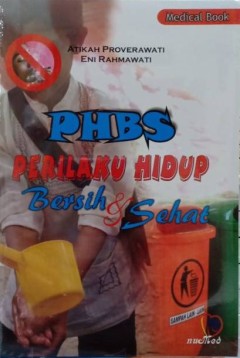 Medical Book
ATIKAH PROVERAWATI
ENI RAHMAWATI
PHBS
PERILAKU HIDUP
Bersih & Sehat
nuMed